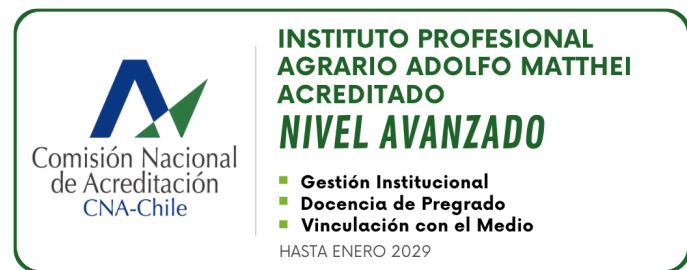 Comisión Nacional
de Acreditación
CNA-Chile
INSTITUTO PROFESIONAL
AGRARIO ADOLFO MATTHEI
ACREDITADO
NIVEL AVANZADO
Gestión Institucional
Docencia de Pregrado
Vinculación con el Medio
HASTA ENERO 2029